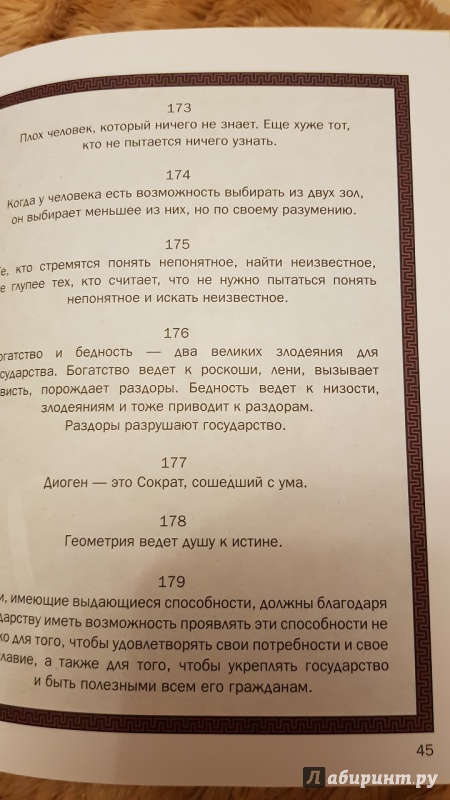 173
Плох человек, который ничего не знает. Еще хуже тот,
кто не пытается ничего узнать.
174
Когда у человека есть возможность выбирать из двух зол,
он выбирает меньшее из них, но по своему разумению.
175
е, кто стремятся понять непонятное, найти неизвестное,
е глупее тех, кто считает, что не нужно пытаться понять
непонятное и искать неизвестное.
176
огатство и бедность — два великих злодеяния для
сударства. Богатство ведет к роскоши, лени, вызывает
висть, порождает раздоры. Бедность ведет к низости,
злодеяниям и тоже приводит к раздорам.
Раздоры разрушают государство.
177
Диоген — это Сократ, сошедший с ума.
178
Геометрия ведет душу к истине.
179
и, имеющие выдающиеся способности, должны благодаря
дарству иметь возможность проявлять эти способности не
ко для того, чтобы удовлетворять свои потребности и свое
славие, а также для того, чтобы укреплять государство
и быть полезными всем его гражданам.
45
Лабиринт.ру